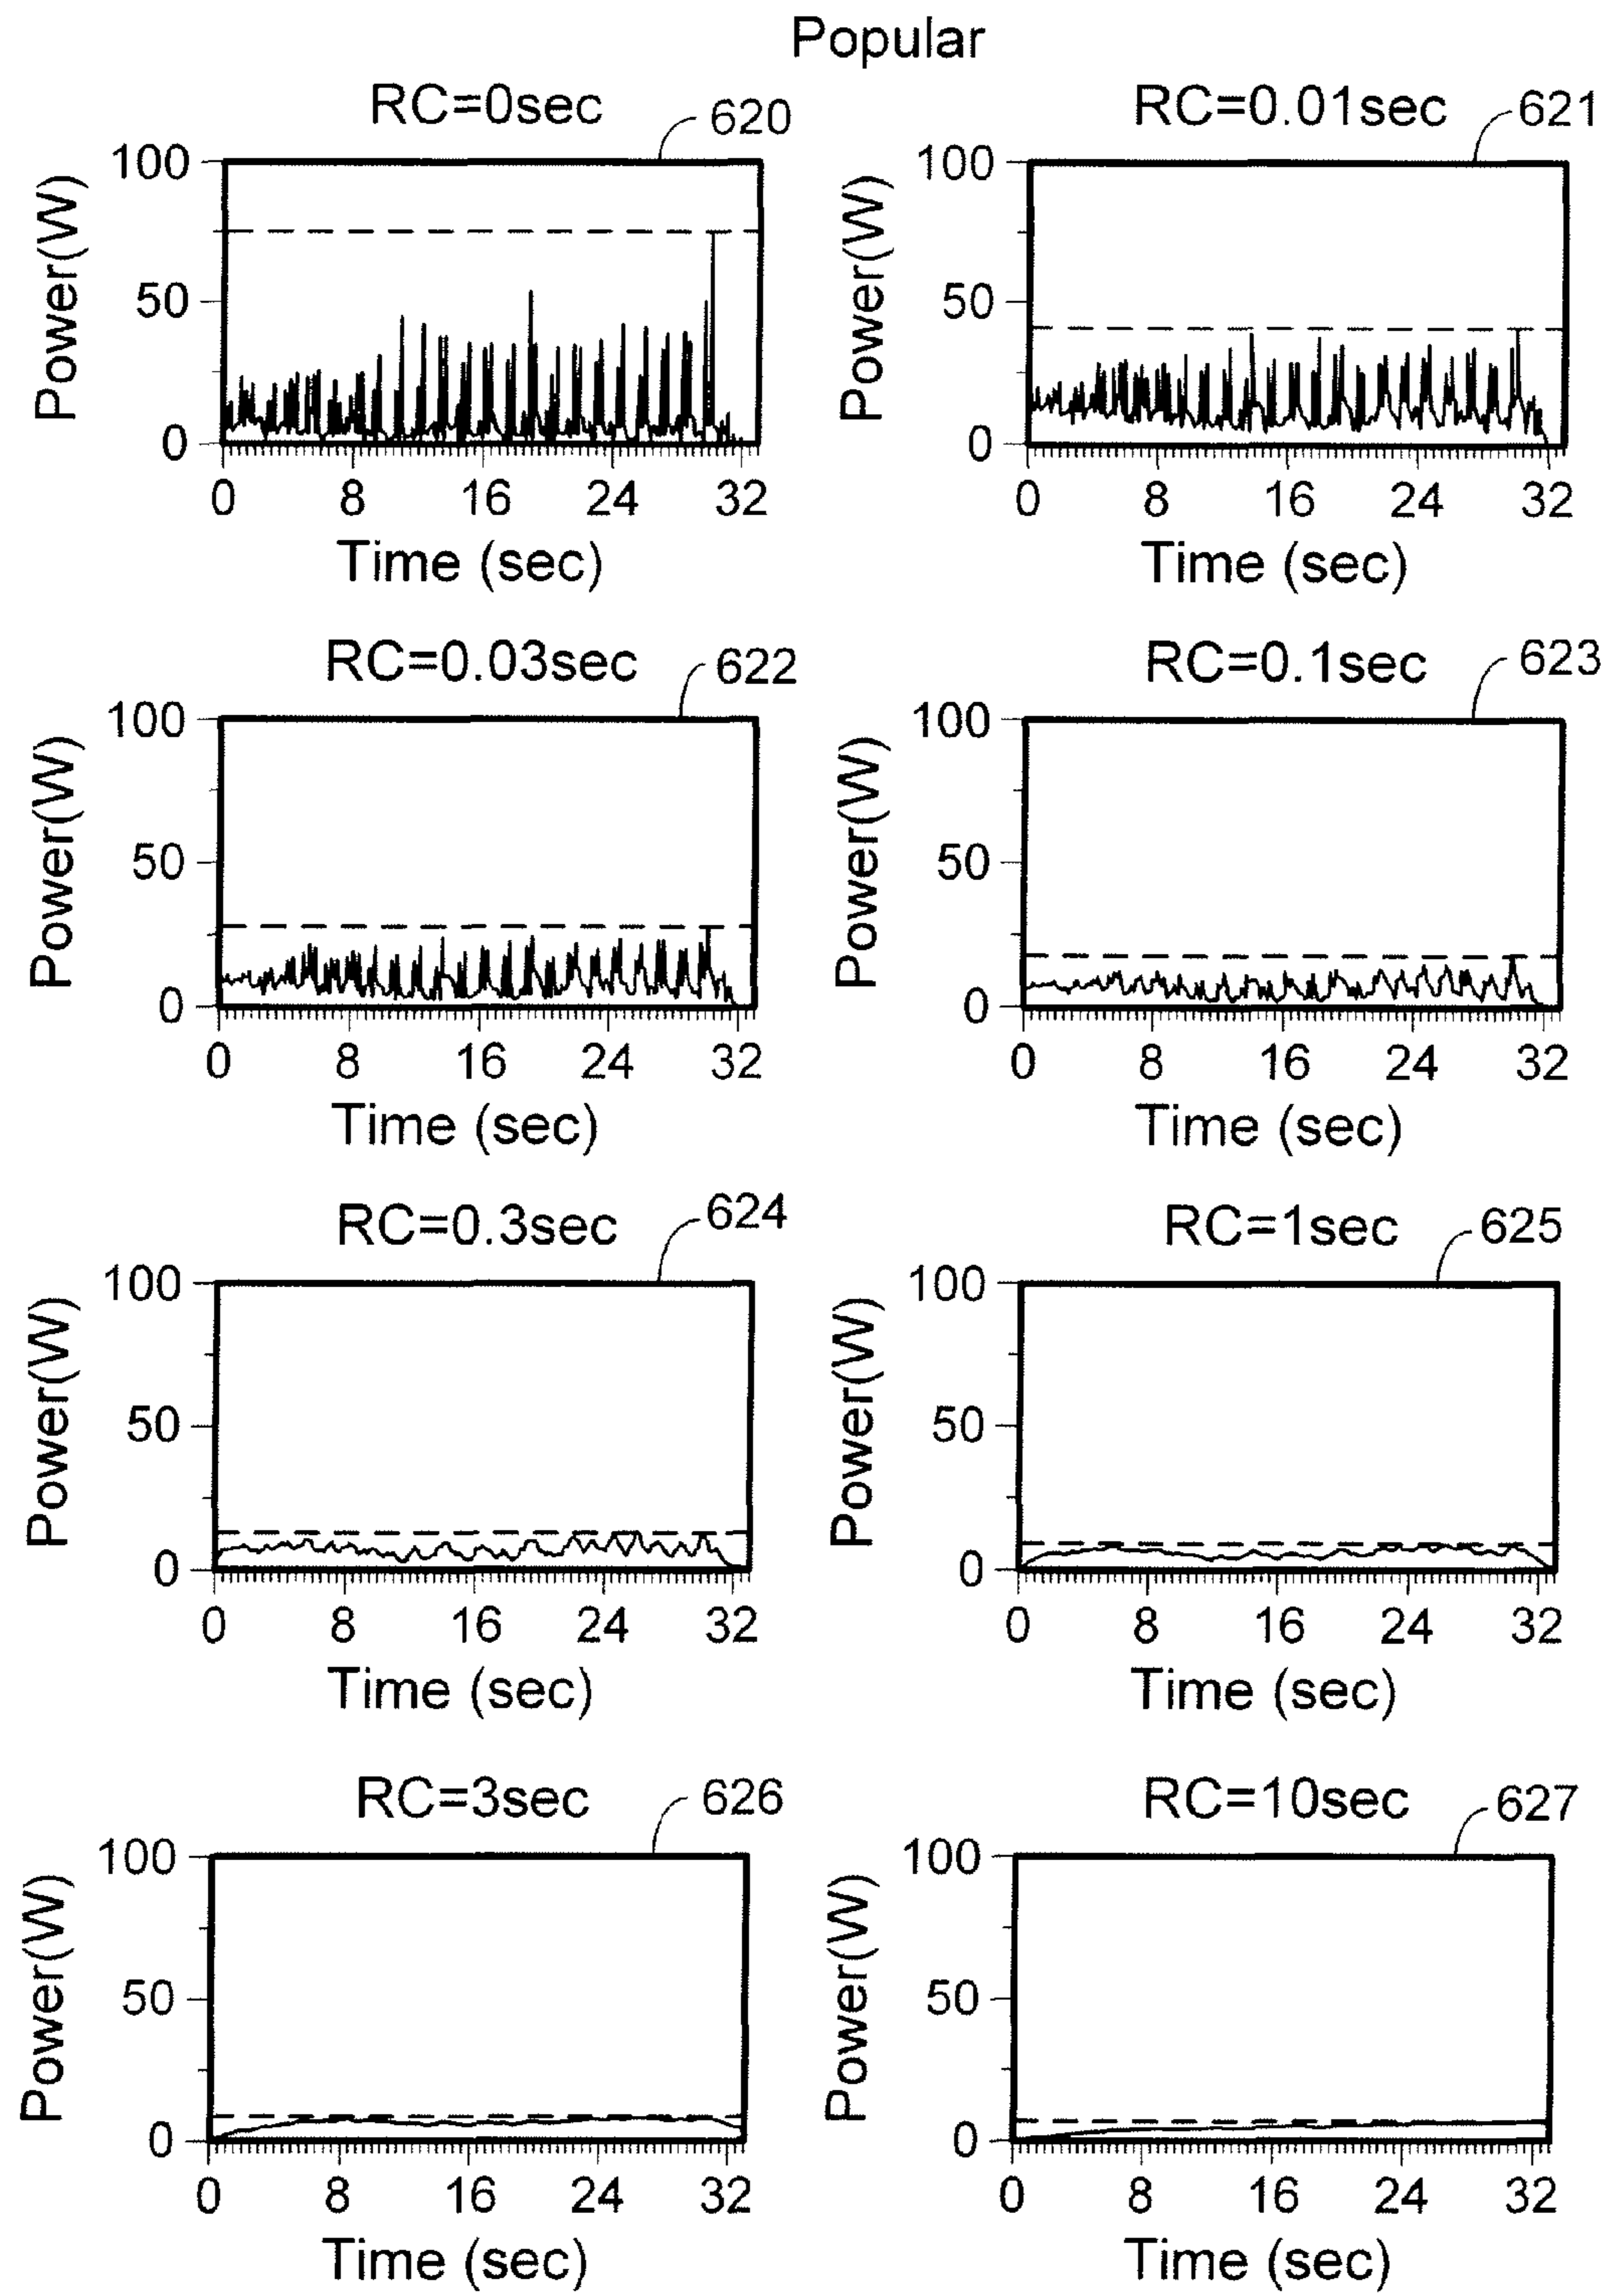 Popular
RC=0sec 620
100
50
0
Power(W)
0 8 16 24 32
Time (sec)
RC=0.01sec 621
100
50
0
Power(W)
0 8 16 24 32
Time (sec)
RC=0.03sec 622
100
50
0
Power(W)
0 8 16 24 32
Time (sec)
RC=0.1sec 623
100
50
0
Power(W)
0 8 16 24 32
Time (sec)
RC=0.3sec 624
100
50
0
Power(W)
0 8 16 24 32
Time (sec)
RC=1sec 625
100
50
0
Power(W)
0 8 16 24 32
Time (sec)
RC=3sec 626
100
50
0
Power(W)
0 8 16 24 32
Time (sec)
RC=10sec 627
100
50
0
Power(W)
0 8 16 24 32
Time (sec)